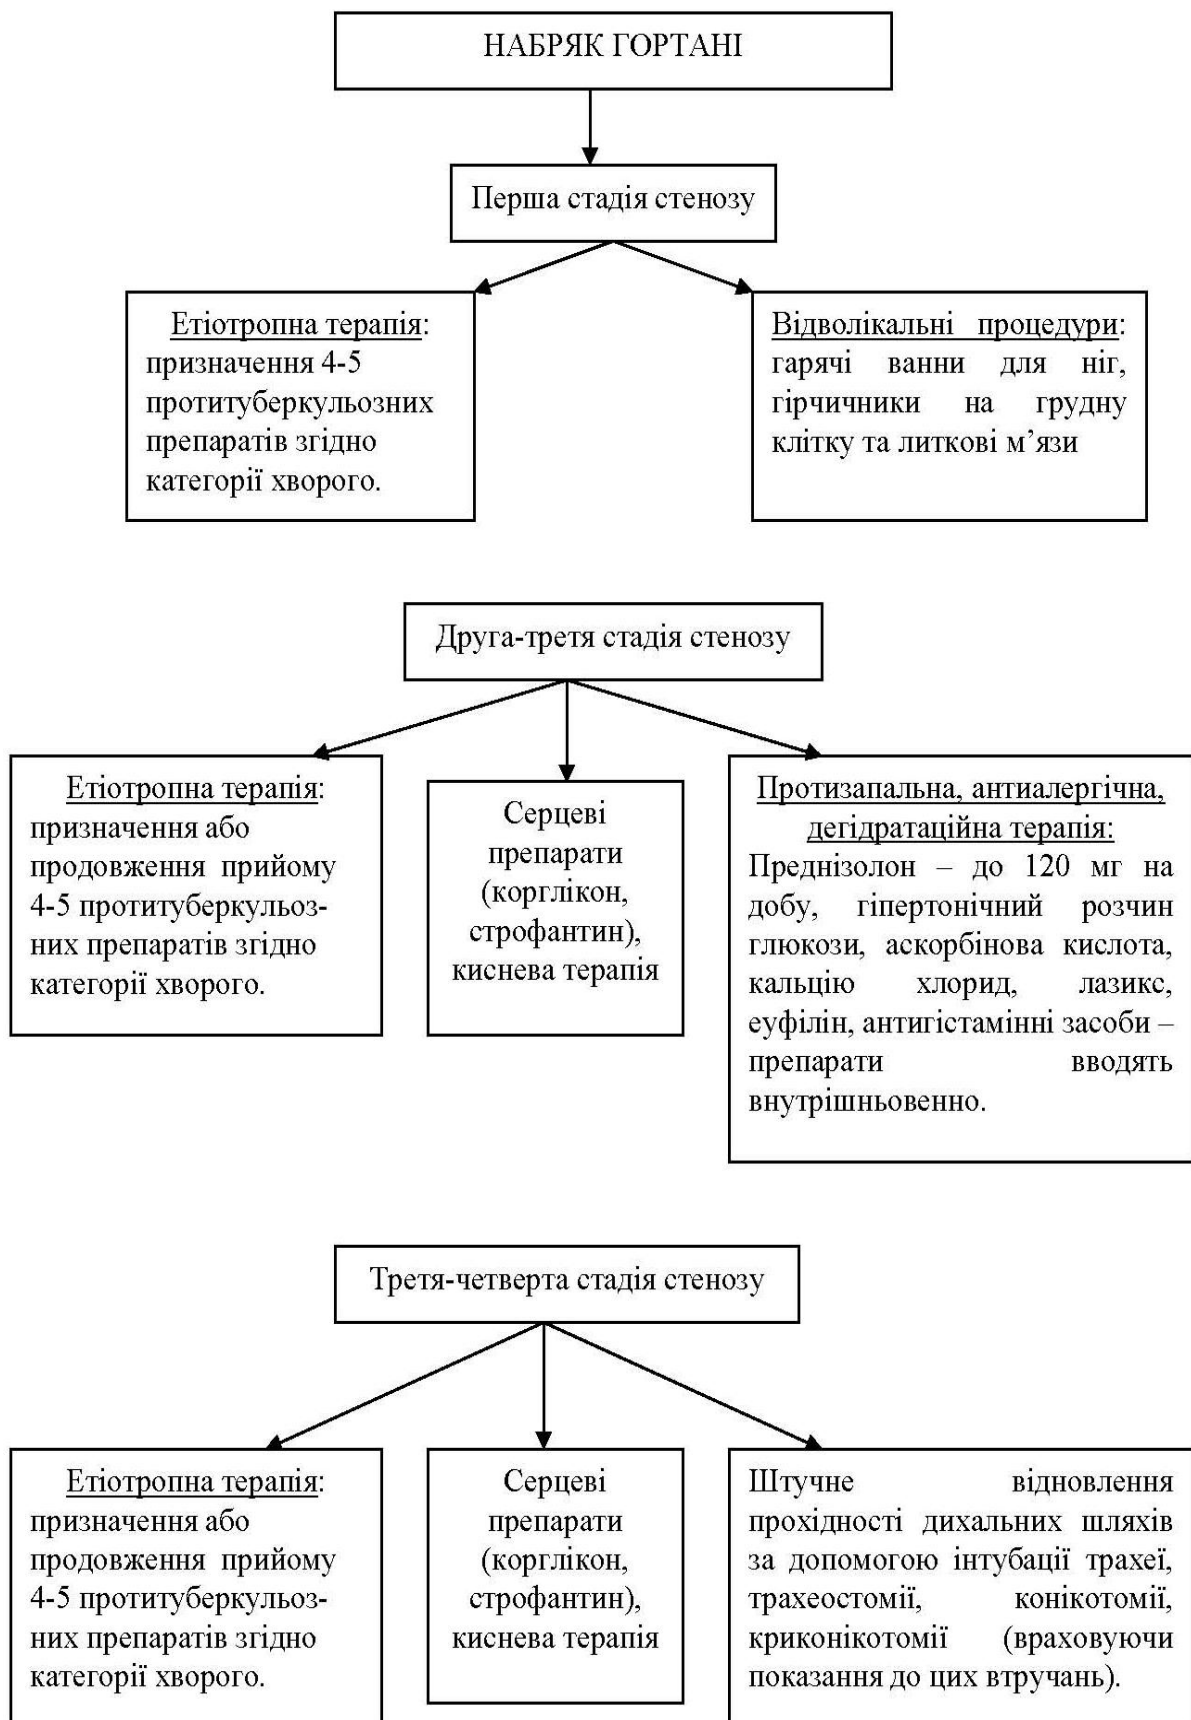 НАБРЯК ГОРТАНІ
Перша стадія стенозу
Етіотропна терапія:
призначення 4-5
протитуберкульозних
препаратів згідно
категорії хворого.
Відволікальні процедури:
гарячі ванни для ніг,
гірчичники на грудну
клітку та литкові м’язи
Друга-третя стадія стенозу
Етіотропна терапія:
призначення або
продовження прийому
4-5 протитуберкульоз-
них препаратів згідно
категорії хворого.
Серцеві
препарати
(корглікон,
строфантин),
киснева терапія
Протизапальна, антиалергічна,
дегідратаційна терапія:
Преднізолон – до 120 мг на
добу, гіпертонічний розчин
глюкози, аскорбінова кислота,
кальцію хлорид, лазикс,
еуфілін, антигістамінні засоби –
препарати вводять
внутрішньовенно.
Третя-четверта стадія стенозу
Етіотропна терапія:
призначення або
продовження прийому
4-5 протитуберкульоз-
них препаратів згідно
категорії хворого.
Серцеві
препарати
(корглікон,
строфантин),
киснева терапія
Штучне відновлення
прохідності дихальних шляхів
за допомогою інтубації трахеї,
трахеостомії, конікотомії,
криконікотомії (враховуючи
показання до цих втручань).